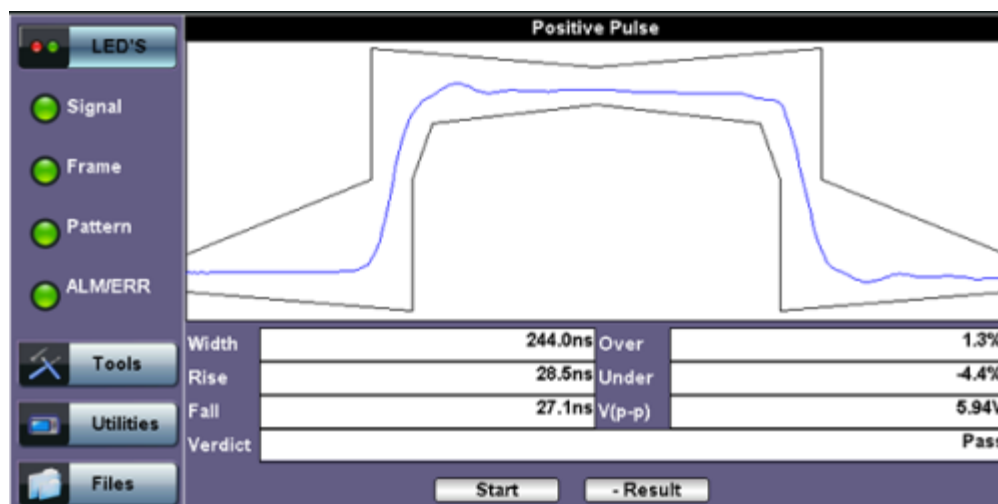 Positive Pulse
LED'S
Signal
Frame
Pattern
ALM/ERR
Tools
Utilities
Files
Width 244.0ns Over 1.3%
Rise 28.5ns Under -4.4%
Fall 27.1ns V(p-p) 5.94V
Verdict Pass
Start - Result